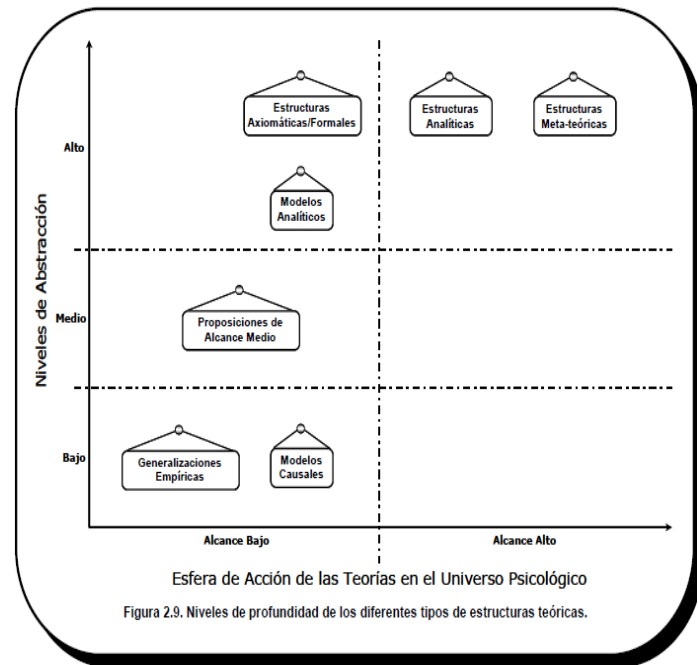 Niveles de Abstracción
Alto
Medio
Bajo
Estructuras
Axiomáticas/Formales
Estructuras
Analíticas
Estructuras
Meta-teóricas
Modelos
Analíticos
Proposiciones de
Alcance Medio
Generalizaciones
Empíricas
Modelos
Causales
Alcance Bajo
Alcance Alto
Esfera de Acción de las Teorías en el Universo Psicológico
Figura 2.9. Niveles de profundidad de los diferentes tipos de estructuras teóricas.